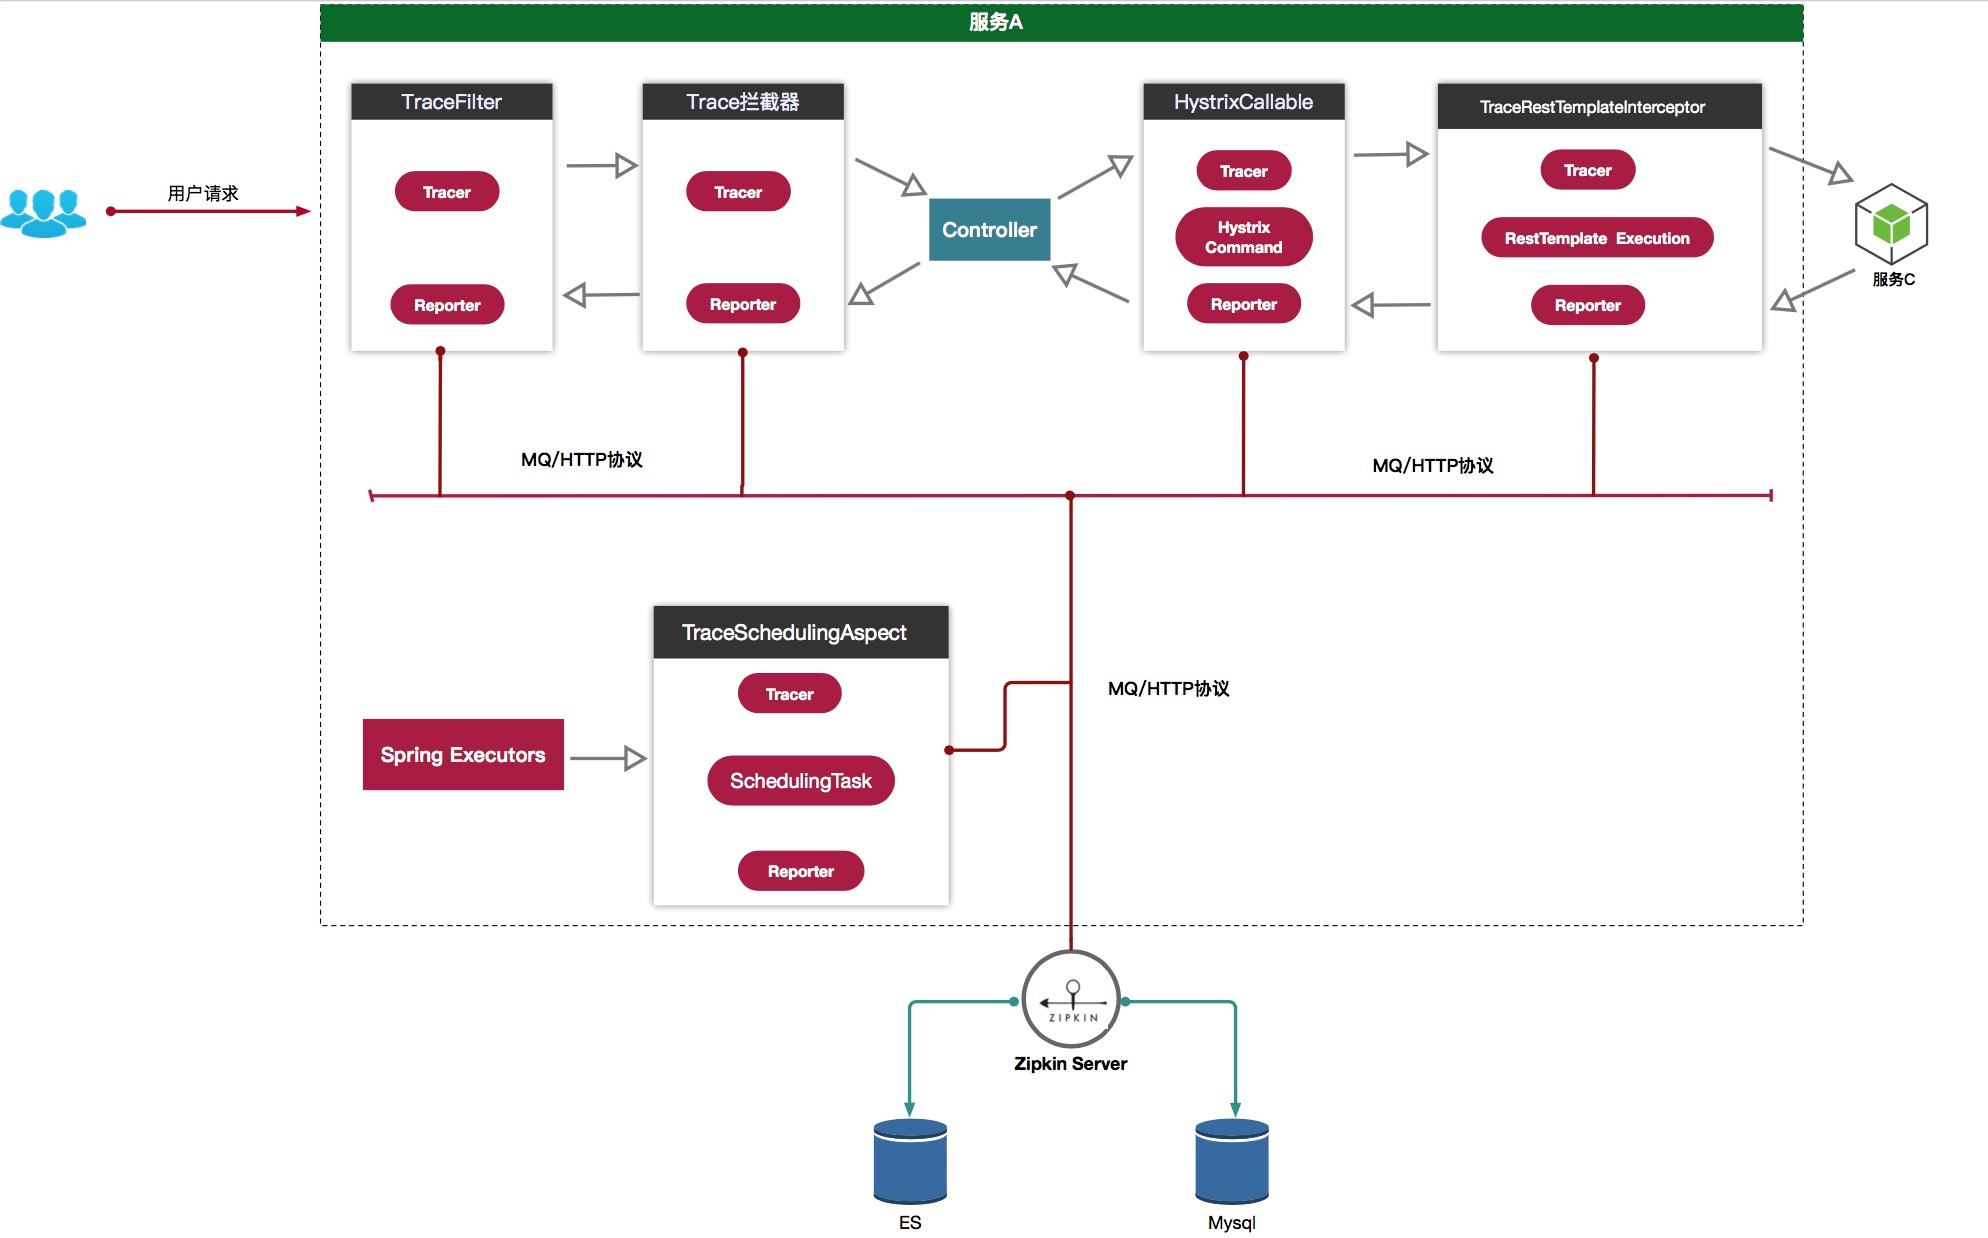 服务A
TraceFilter
Trace拦截器
HystrixCallable
TraceRestTemplateInterceptor
Tracer
Tracer
Tracer
Tracer
用户请求
Controller
Hystrix
Command
RestTemplate Execution
服务C
Reporter
Reporter
Reporter
Reporter
MQ/HTTP协议
MQ/HTTP协议
TraceSchedulingAspect
Tracer
MQ/HTTP协议
Spring Executors
SchedulingTask
Reporter
ZIPKIN
Zipkin Server
ES
Mysql